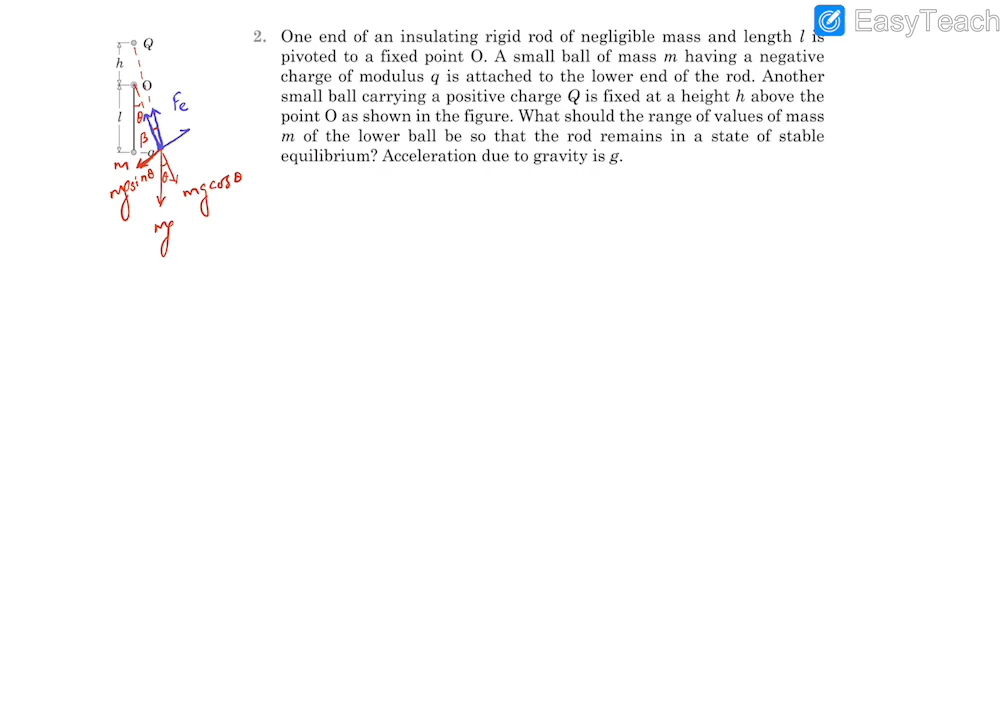 EasyTeach
2. One end of an insulating rigid rod of negligible mass and length l is
pivoted to a fixed point O. A small ball of mass m having a negative
charge of modulus q is attached to the lower end of the rod. Another
small ball carrying a positive charge Q is fixed at a height h above the
point O as shown in the figure. What should the range of values of mass
m of the lower ball be so that the rod remains in a state of stable
equilibrium? Acceleration due to gravity is g.
Q
h
O
Fe
l
θ
β
-q
m
mg sin θ
θ
mg cos θ
mg